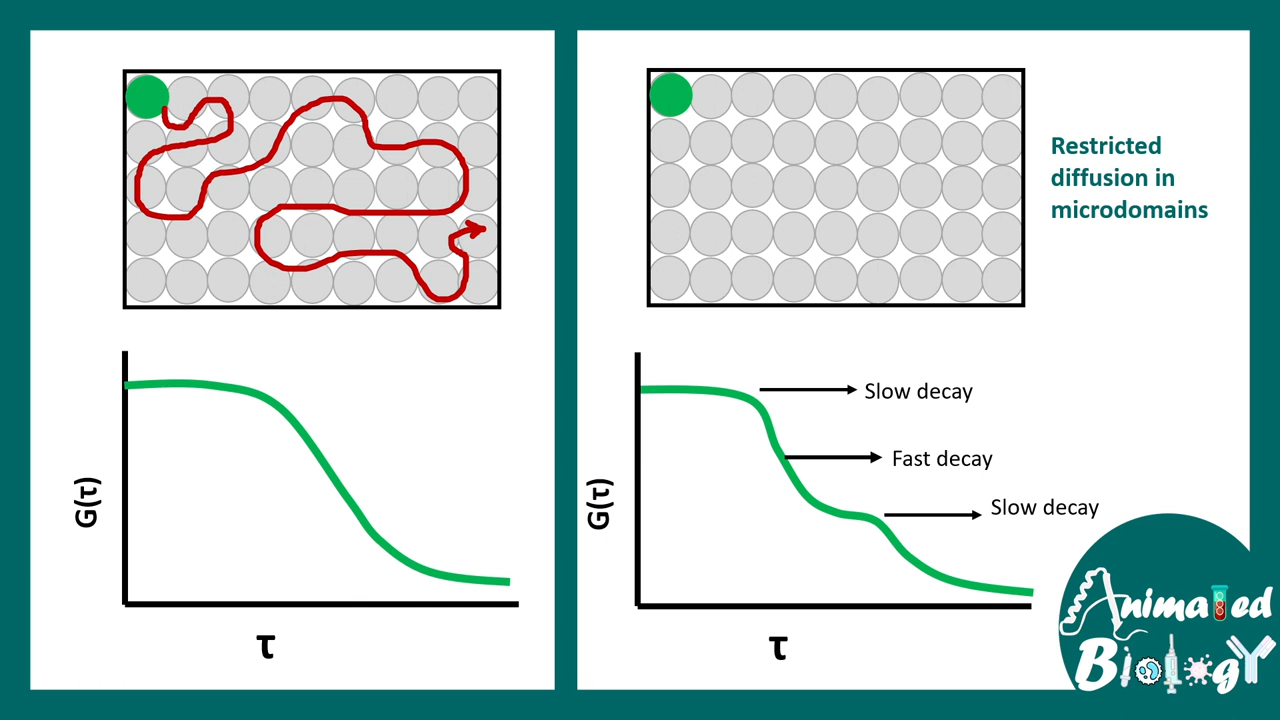 Restricted
diffusion in
microdomains
G(τ)
τ
G(τ)
Slow decay
Fast decay
Slow decay
τ
Animated
Biology